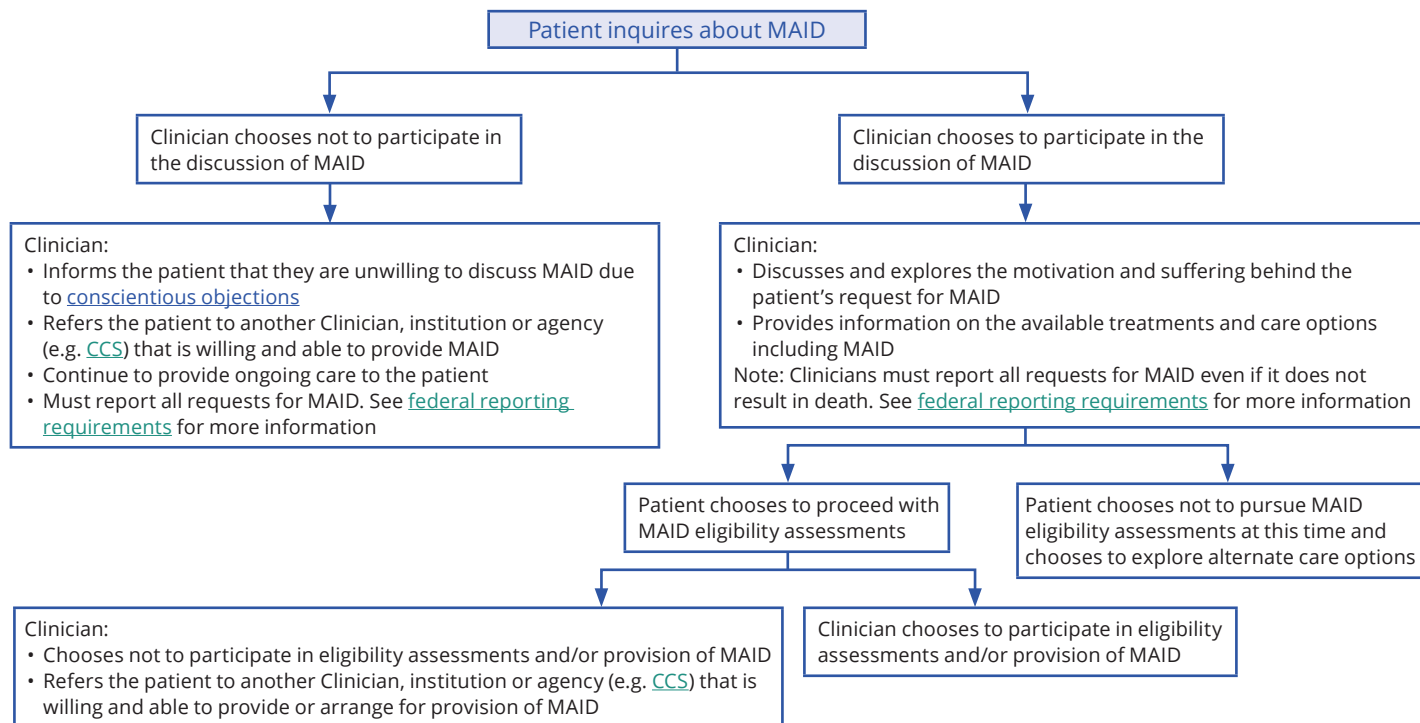 Patient inquires about MAID
Clinician chooses not to participate in
the discussion of MAID
Clinician chooses to participate in the
discussion of MAID
Clinician:
• Informs the patient that they are unwilling to discuss MAID due
to conscientious objections
• Refers the patient to another Clinician, institution or agency
(e.g. CCS) that is willing and able to provide MAID
• Continue to provide ongoing care to the patient
• Must report all requests for MAID. See federal reporting
requirements for more information
Clinician:
• Discusses and explores the motivation and suffering behind the
patient’s request for MAID
• Provides information on the available treatments and care options
including MAID
Note: Clinicians must report all requests for MAID even if it does not
result in death. See federal reporting requirements for more information
Patient chooses to proceed with
MAID eligibility assessments
Patient chooses not to pursue MAID
eligibility assessments at this time and
chooses to explore alternate care options
Clinician:
• Chooses not to participate in eligibility assessments and/or provision of MAID
• Refers the patient to another Clinician, institution or agency (e.g. CCS) that is
willing and able to provide or arrange for provision of MAID
Clinician chooses to participate in eligibility
assessments and/or provision of MAID